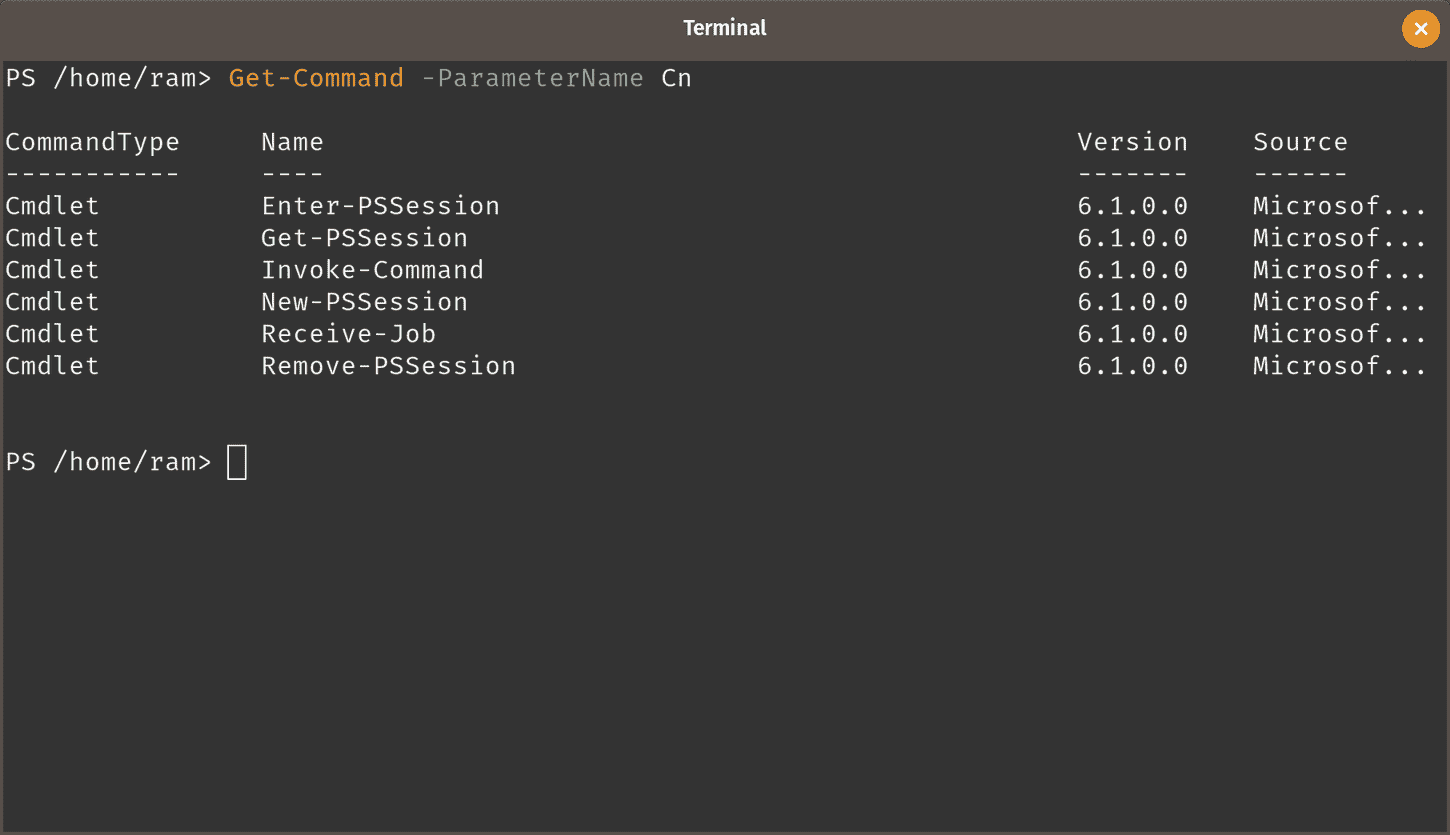 Terminal
PS /home/ram> Get-Command -ParameterName Cn
CommandType     Name                                               Version    Source
-----------     ----                                               -------    ------
Cmdlet          Enter-PSSession                                    6.1.0.0    Microsof...
Cmdlet          Get-PSSession                                      6.1.0.0    Microsof...
Cmdlet          Invoke-Command                                     6.1.0.0    Microsof...
Cmdlet          New-PSSession                                      6.1.0.0    Microsof...
Cmdlet          Receive-Job                                        6.1.0.0    Microsof...
Cmdlet          Remove-PSSession                                   6.1.0.0    Microsof...
PS /home/ram>